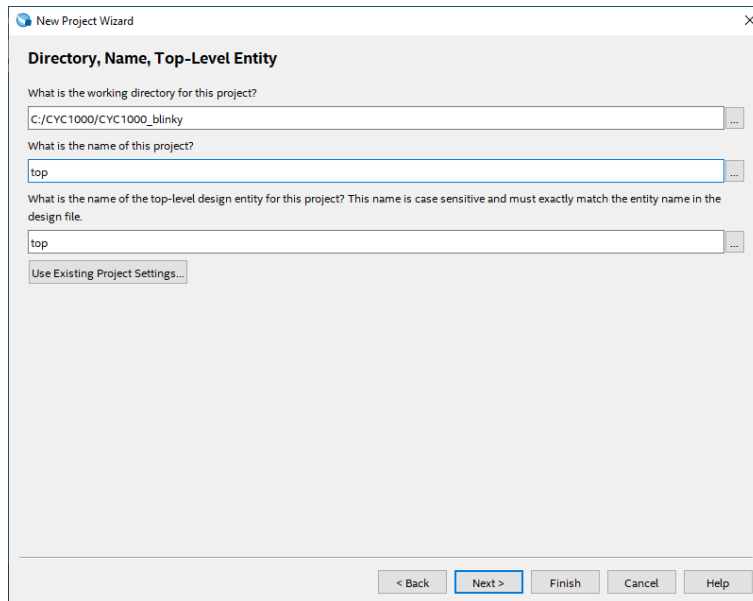 New Project Wizard
Directory, Name, Top-Level Entity
What is the working directory for this project?
C:/CYC1000/CYC1000_blinky
...
What is the name of this project?
top
...
What is the name of the top-level design entity for this project? This name is case sensitive and must exactly match the entity name in the
design file.
top
...
Use Existing Project Settings...
< Back
Next >
Finish
Cancel
Help